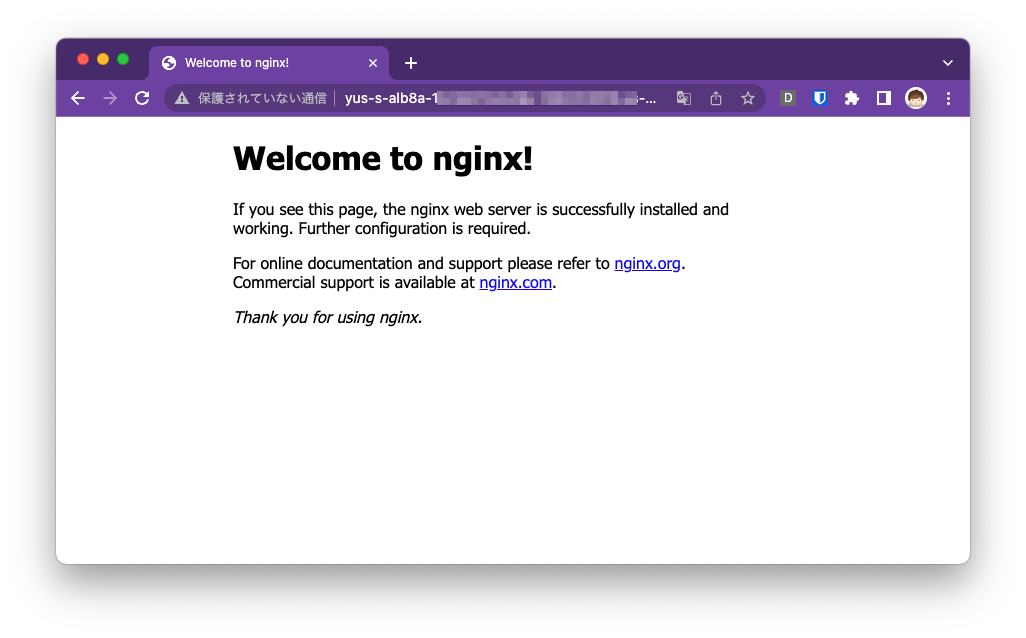 Welcome to nginx!
保護されていない通信 yus-s-alb8a-1
D
Welcome to nginx!
If you see this page, the nginx web server is successfully installed and
working. Further configuration is required.
For online documentation and support please refer to nginx.org.
Commercial support is available at nginx.com.
Thank you for using nginx.